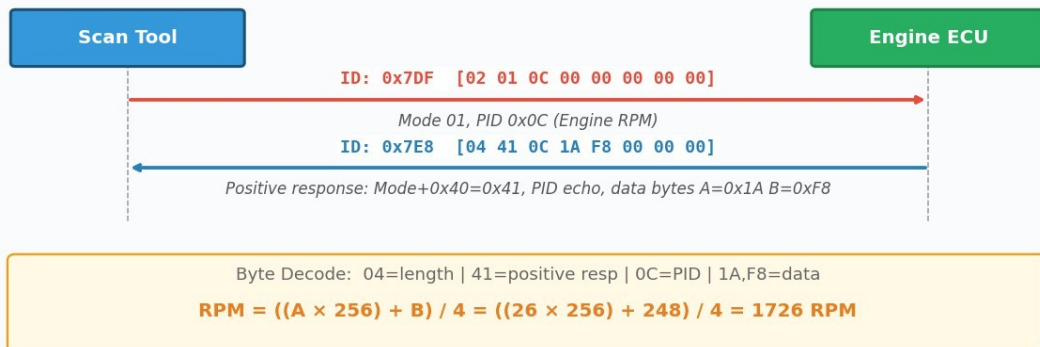 Scan Tool
Engine ECU
ID: 0x7DF  [02 01 0C 00 00 00 00 00]
Mode 01, PID 0x0C (Engine RPM)
ID: 0x7E8  [04 41 0C 1A F8 00 00 00]
Positive response: Mode+0x40=0x41, PID echo, data bytes A=0x1A B=0xF8
Byte Decode:  04=length | 41=positive resp | 0C=PID | 1A,F8=data
RPM = ((A × 256) + B) / 4 = ((26 × 256) + 248) / 4 = 1726 RPM